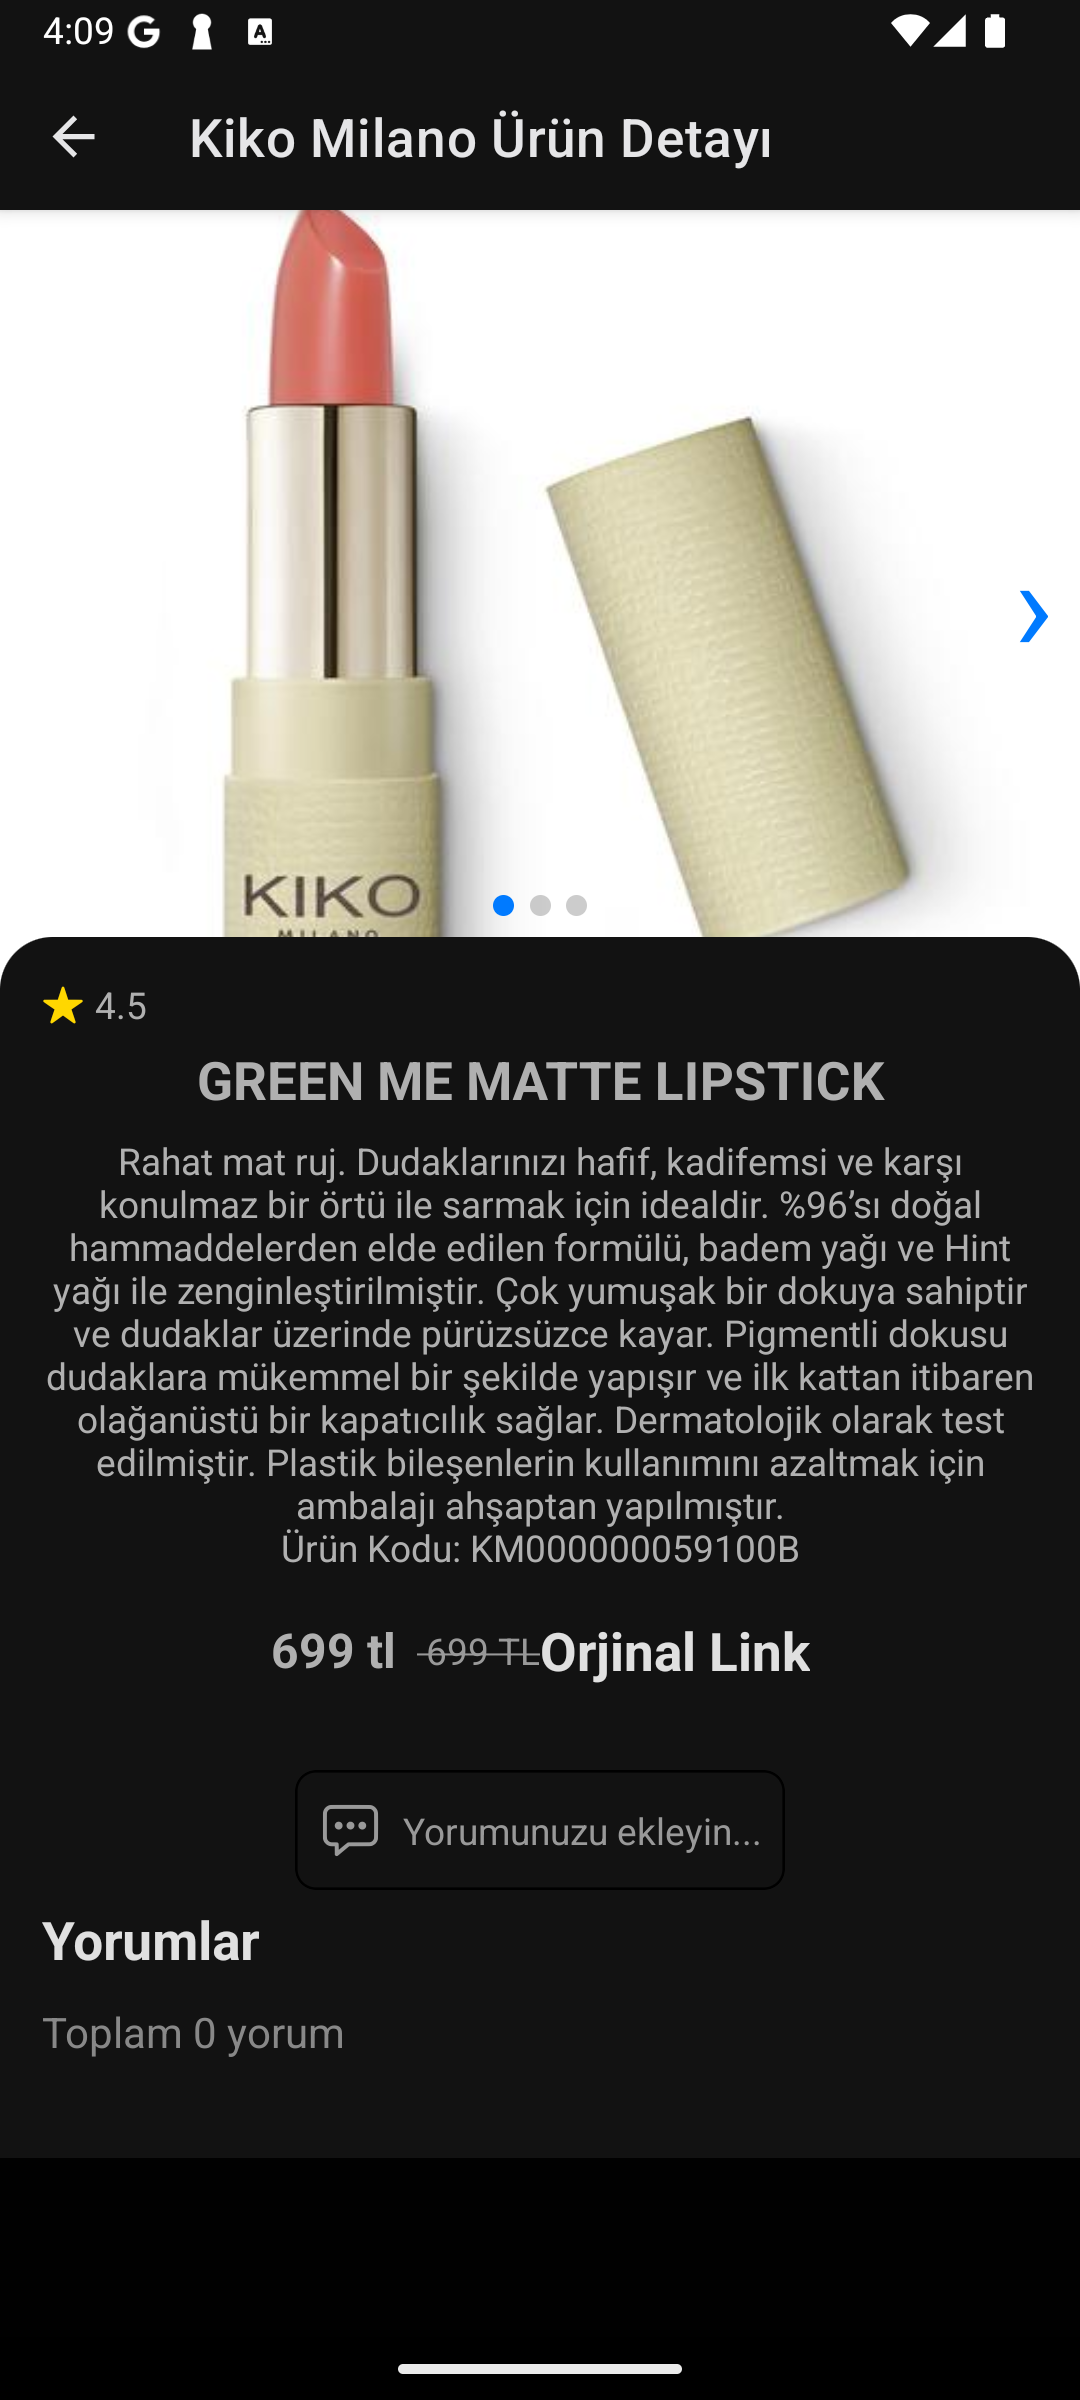 4:09
Kiko Milano Ürün Detayı
KIKO
MILANO
4.5
GREEN ME MATTE LIPSTICK
Rahat mat ruj. Dudaklarınızı hafif, kadifemsi ve karşı
konulmaz bir örtü ile sarmak için idealdir. %96’sı doğal
hammaddelerden elde edilen formülü, badem yağı ve Hint
yağı ile zenginleştirilmiştir. Çok yumuşak bir dokuya sahiptir
ve dudaklar üzerinde pürüzsüzce kayar. Pigmentli dokusu
dudaklara mükemmel bir şekilde yapışır ve ilk kattan itibaren
olağanüstü bir kapatıcılık sağlar. Dermatolojik olarak test
edilmiştir. Plastik bileşenlerin kullanımını azaltmak için
ambalajı ahşaptan yapılmıştır.
Ürün Kodu: KM000000059100B
699 tl 699 TL Orjinal Link
Yorumunuzu ekleyin...
Yorumlar
Toplam 0 yorum